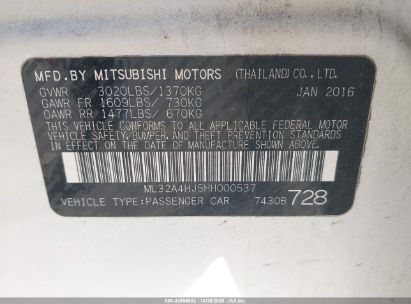 MFD.BY MITSUBISHI MOTORS (THAILAND)CO.,LTD.
GVWR 3020LBS/1370KG JAN 2016
GAWR FR 1609LBS/ 730KG
GAWR RR 1477LBS/ 670KG
THIS VEHICLE CONFORMS TO ALL APPLICABLE FEDERAL MOTOR
VEHICLE SAFETY,BUMPER, AND THEFT PREVENTION STANDARDS
IN EFFECT ON THE DATE OF MANUFACTURE SHOWN ABOVE.
ML32A4HJ5HH000537
VEHICLE TYPE:PASSENGER CAR 7430B 728